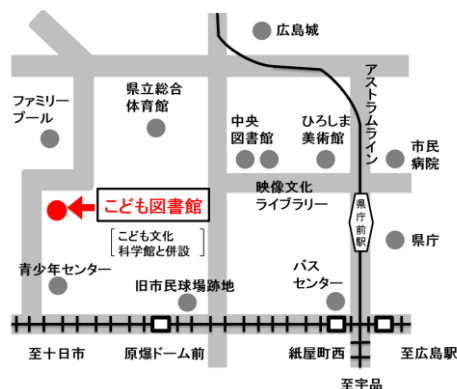 広島城
アストラムライン
県立総合
体育館
ファミリー
プール
中央
図書館
ひろしま
美術館
市民
病院
映像文化
ライブラリー
こども図書館
[こども文化
科学館と併設]
県庁前駅
県庁
青少年センター
旧市民球場跡地
バス
センター
至十日市
原爆ドーム前
紙屋町西
至広島駅
至宇品